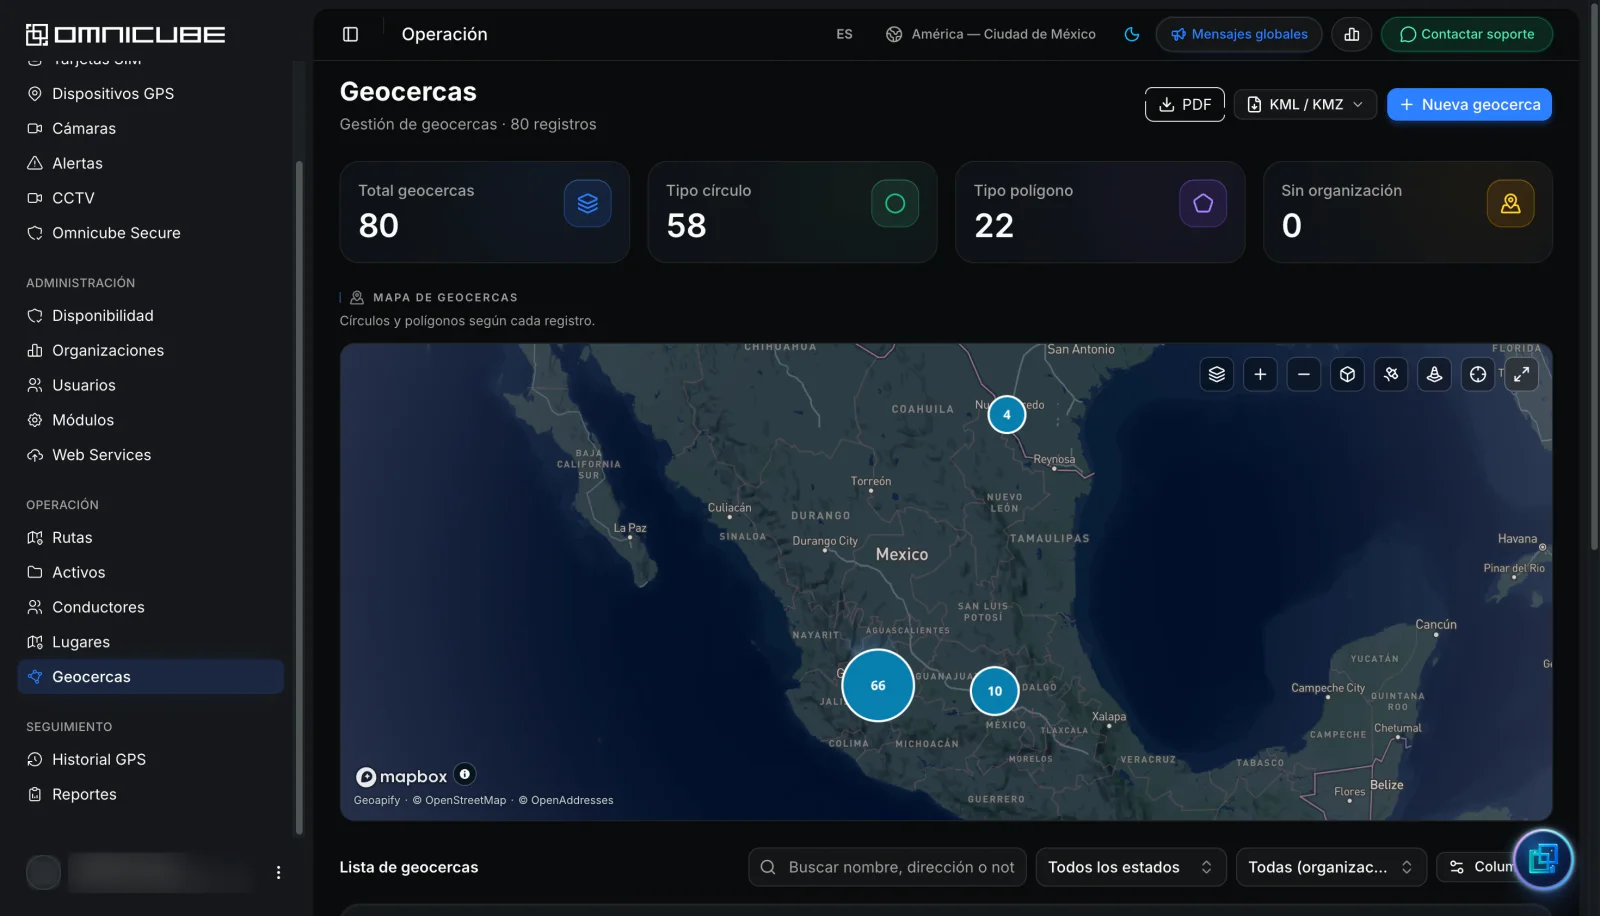 OMNICUBE
Tarjetas SIM
Dispositivos GPS
Cámaras
Alertas
CCTV
Omnicube Secure
ADMINISTRACIÓN
Disponibilidad
Organizaciones
Usuarios
Módulos
Web Services
OPERACIÓN
Rutas
Activos
Conductores
Lugares
Geocercas
SEGUIMIENTO
Historial GPS
Reportes
Operación
ES
América — Ciudad de México
Mensajes globales
Contactar soporte
Geocercas
Gestión de geocercas · 80 registros
PDF
KML / KMZ
+ Nueva geocerca
Total geocercas
80
Tipo círculo
58
Tipo polígono
22
Sin organización
0
MAPA DE GEOCERCAS
Círculos y polígonos según cada registro.
CHIHUAHUA
San Antonio
FLORIDA
COAHUILA
4
Reynosa
BAJA
CALIFORNIA
SUR
Torreón
NUEVO
LEÓN
Culiacán
DURANGO
La Paz
SINALOA
Durango City
Mexico
TAMAULIPAS
Havana
Pinar del Rio
SAN LUIS
POTOSÍ
NAYARIT
AGUASCALIENTES
Cancún
YUCATÁN
66
GUANAJUA
10
DALGO
JALI
Campeche City
QUINTANA
ROO
MÉXICO
Xalapa
TLAXCALA
CAMPECHE
Chetumal
COLIMA
MICHOACÁN
MORELOS
VERACRUZ
TABASCO
GUERRERO
Flores
Belize
mapbox
Geoapify · © OpenStreetMap · © OpenAddresses
Lista de geocercas
Buscar nombre, dirección o not
Todos los estados
Todas (organizac...
Colum